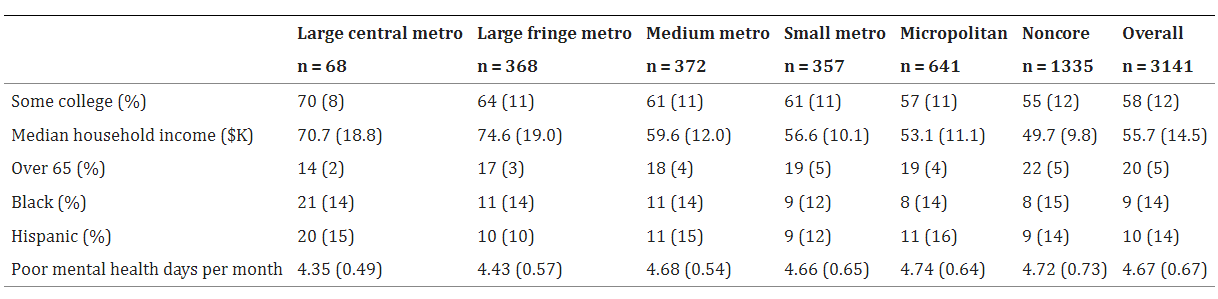 Large central metro Large fringe metro Medium metro Small metro Micropolitan Noncore Overall
n = 68 n = 368 n = 372 n = 357 n = 641 n = 1335 n = 3141
Some college (%) 70 (8) 64 (11) 61 (11) 61 (11) 57 (11) 55 (12) 58 (12)
Median household income ($K) 70.7 (18.8) 74.6 (19.0) 59.6 (12.0) 56.6 (10.1) 53.1 (11.1) 49.7 (9.8) 55.7 (14.5)
Over 65 (%) 14 (2) 17 (3) 18 (4) 19 (5) 19 (4) 22 (5) 20 (5)
Black (%) 21 (14) 11 (14) 11 (14) 9 (12) 8 (14) 8 (15) 9 (14)
Hispanic (%) 20 (15) 10 (10) 11 (15) 9 (12) 11 (16) 9 (14) 10 (14)
Poor mental health days per month 4.35 (0.49) 4.43 (0.57) 4.68 (0.54) 4.66 (0.65) 4.74 (0.64) 4.72 (0.73) 4.67 (0.67)